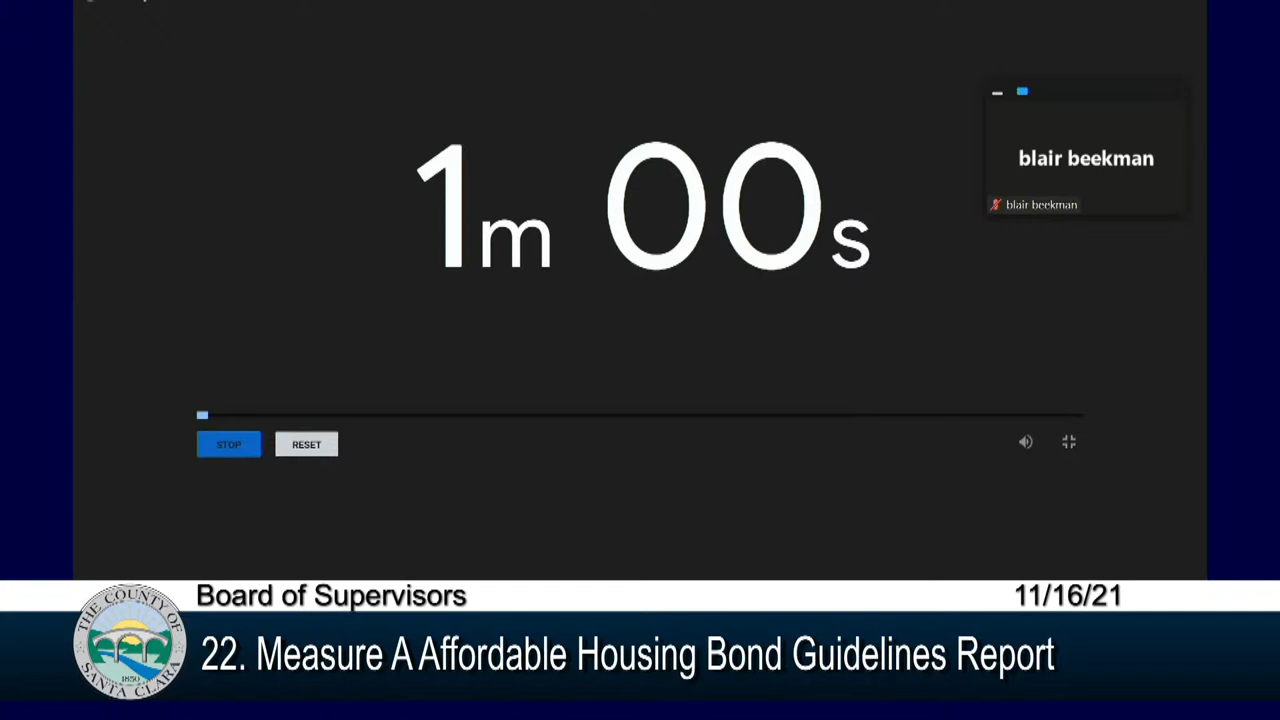 1m 00s
blair beekman
blair beekman
STOP
RESET
Board of Supervisors
11/16/21
THE COUNTY OF SANTA CLARA
1850
22. Measure A Affordable Housing Bond Guidelines Report